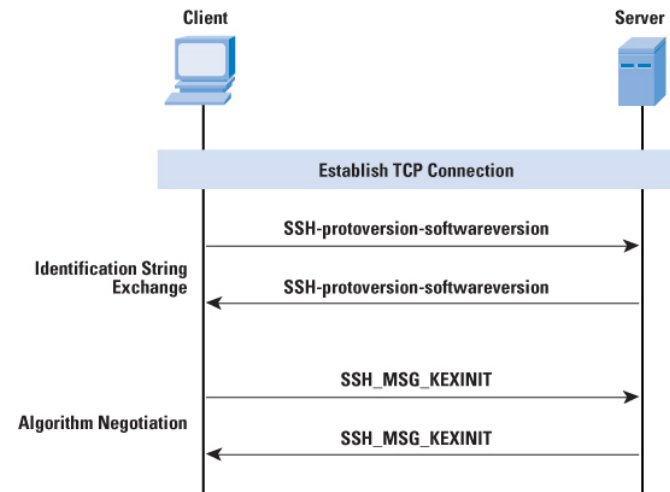 Client
Server
Establish TCP Connection
SSH-protoversion-softwareversion
Identification String
Exchange
SSH-protoversion-softwareversion
SSH_MSG_KEXINIT
Algorithm Negotiation
SSH_MSG_KEXINIT